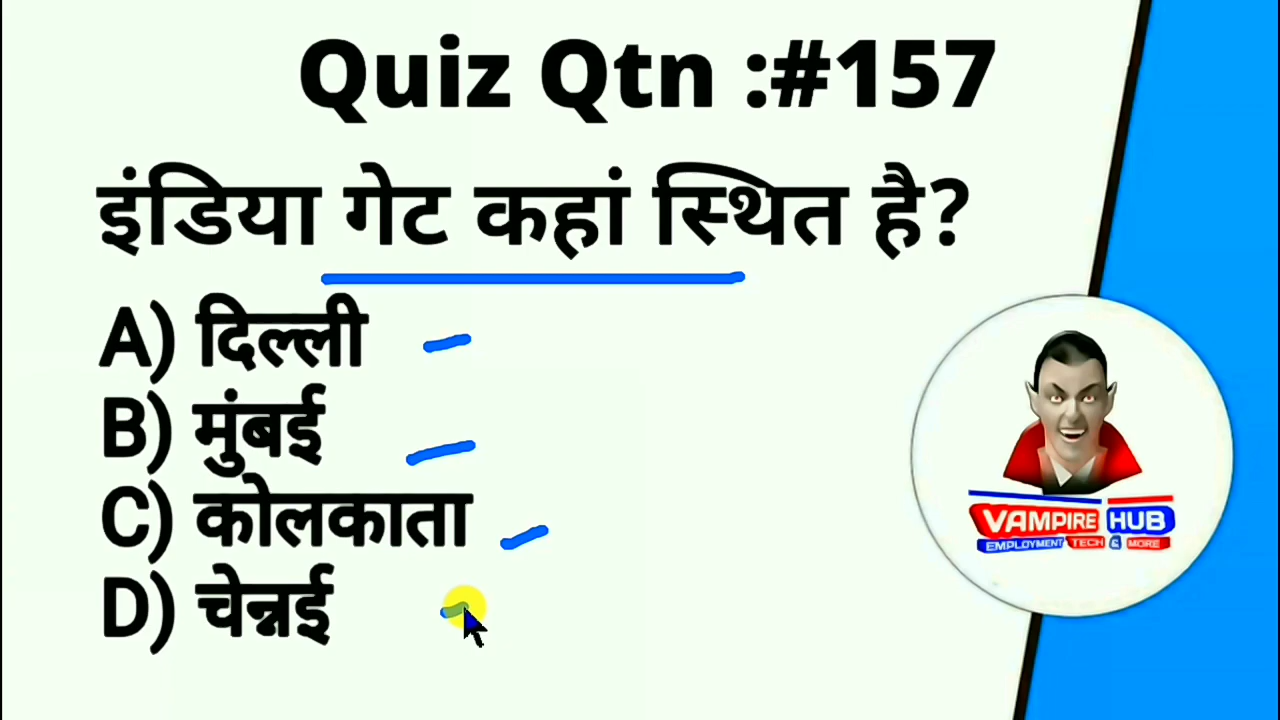 Quiz Qtn :#157
इंडिया गेट कहां स्थित है?
A) दिल्ली
B) मुंबई
C) कोलकाता
D) चेन्नई
VAMPIRE HUB
EMPLOYMENT TECH & MORE